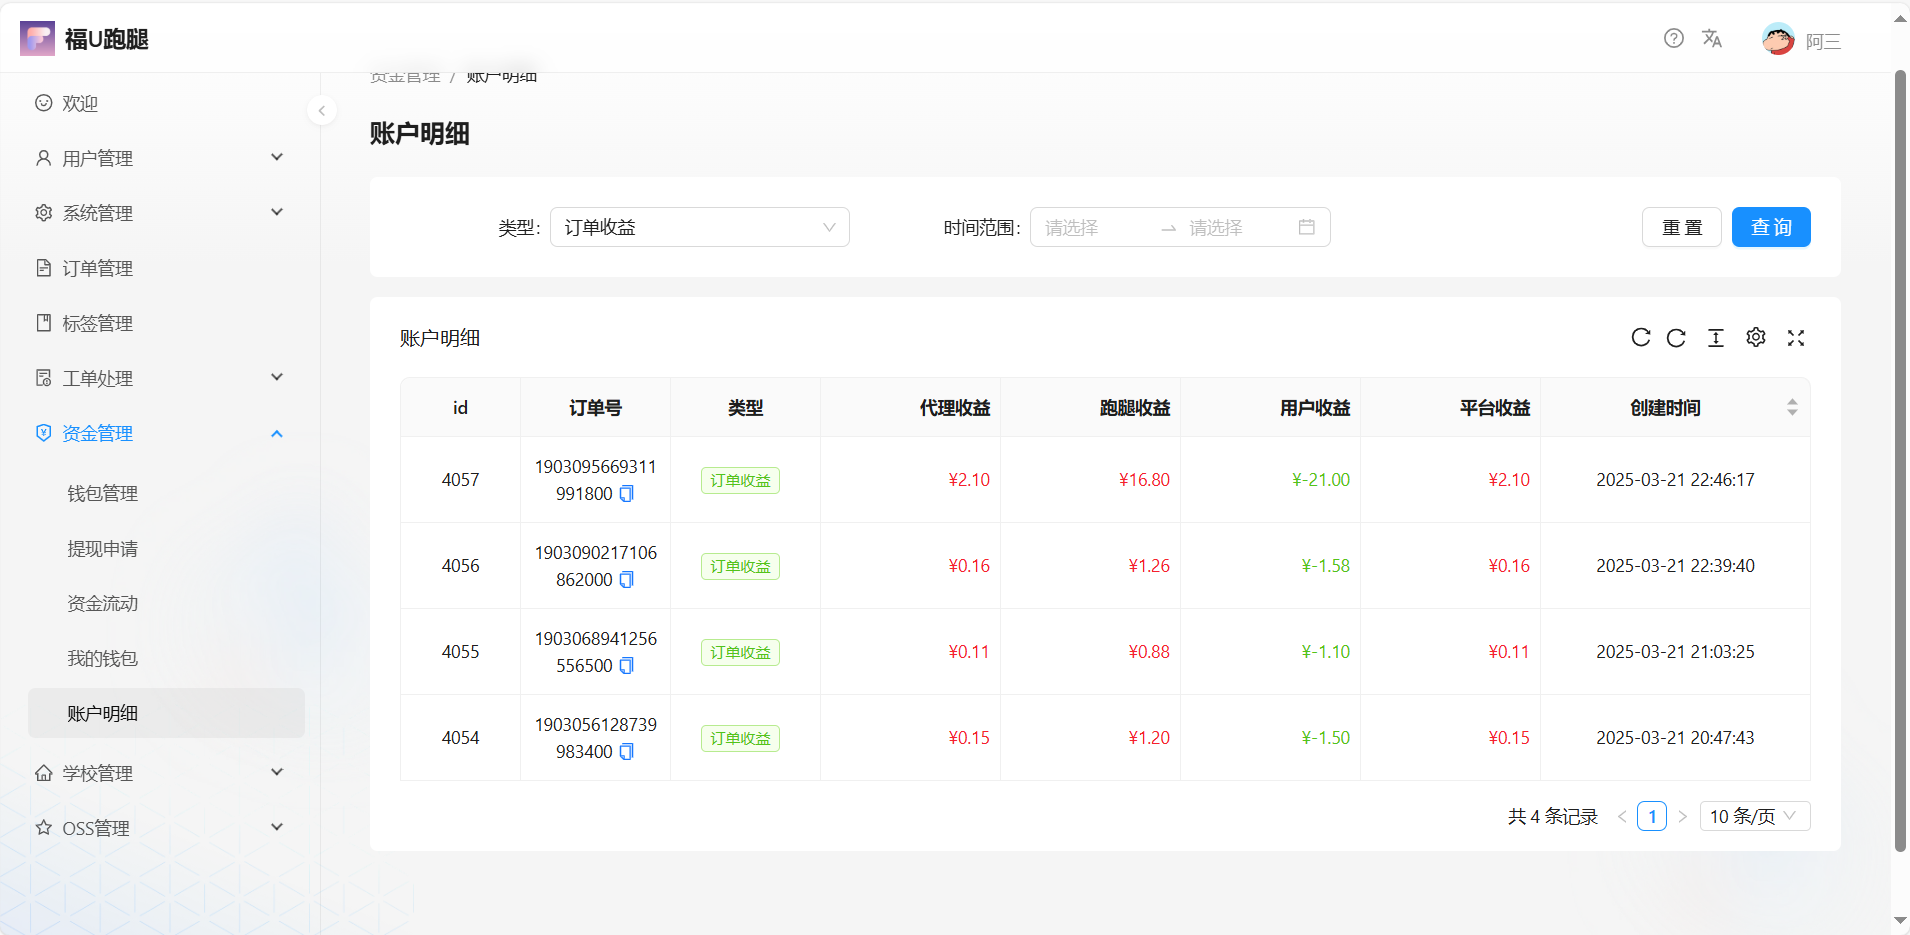 福U跑腿
阿三
资金管理 / 账户明细
欢迎
用户管理
系统管理
订单管理
标签管理
工单处理
资金管理
钱包管理
提现申请
资金流动
我的钱包
账户明细
学校管理
OSS管理
账户明细
类型: 订单收益 时间范围: 请选择 请选择 重 置 查 询
账户明细
id 订单号 类型 代理收益 跑腿收益 用户收益 平台收益 创建时间
4057 1903095669311 订单收益 ¥2.10 ¥16.80 ¥-21.00 ¥2.10 2025-03-21 22:46:17
991800
4056 1903090217106 订单收益 ¥0.16 ¥1.26 ¥-1.58 ¥0.16 2025-03-21 22:39:40
862000
4055 1903068941256 订单收益 ¥0.11 ¥0.88 ¥-1.10 ¥0.11 2025-03-21 21:03:25
556500
4054 1903056128739 订单收益 ¥0.15 ¥1.20 ¥-1.50 ¥0.15 2025-03-21 20:47:43
983400
共 4 条记录 1 10 条/页